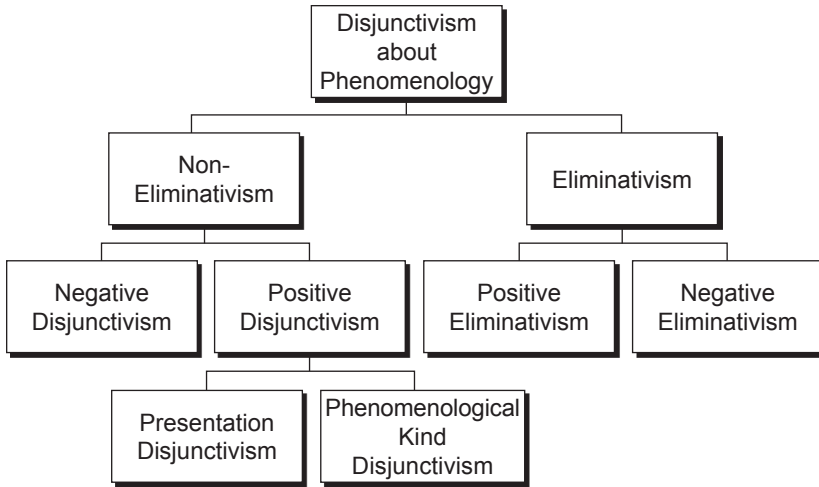 Disjunctivism
about
Phenomenology
Non-
Eliminativism
Eliminativism
Negative
Disjunctivism
Positive
Disjunctivism
Positive
Eliminativism
Negative
Eliminativism
Presentation
Disjunctivism
Phenomenological
Kind
Disjunctivism